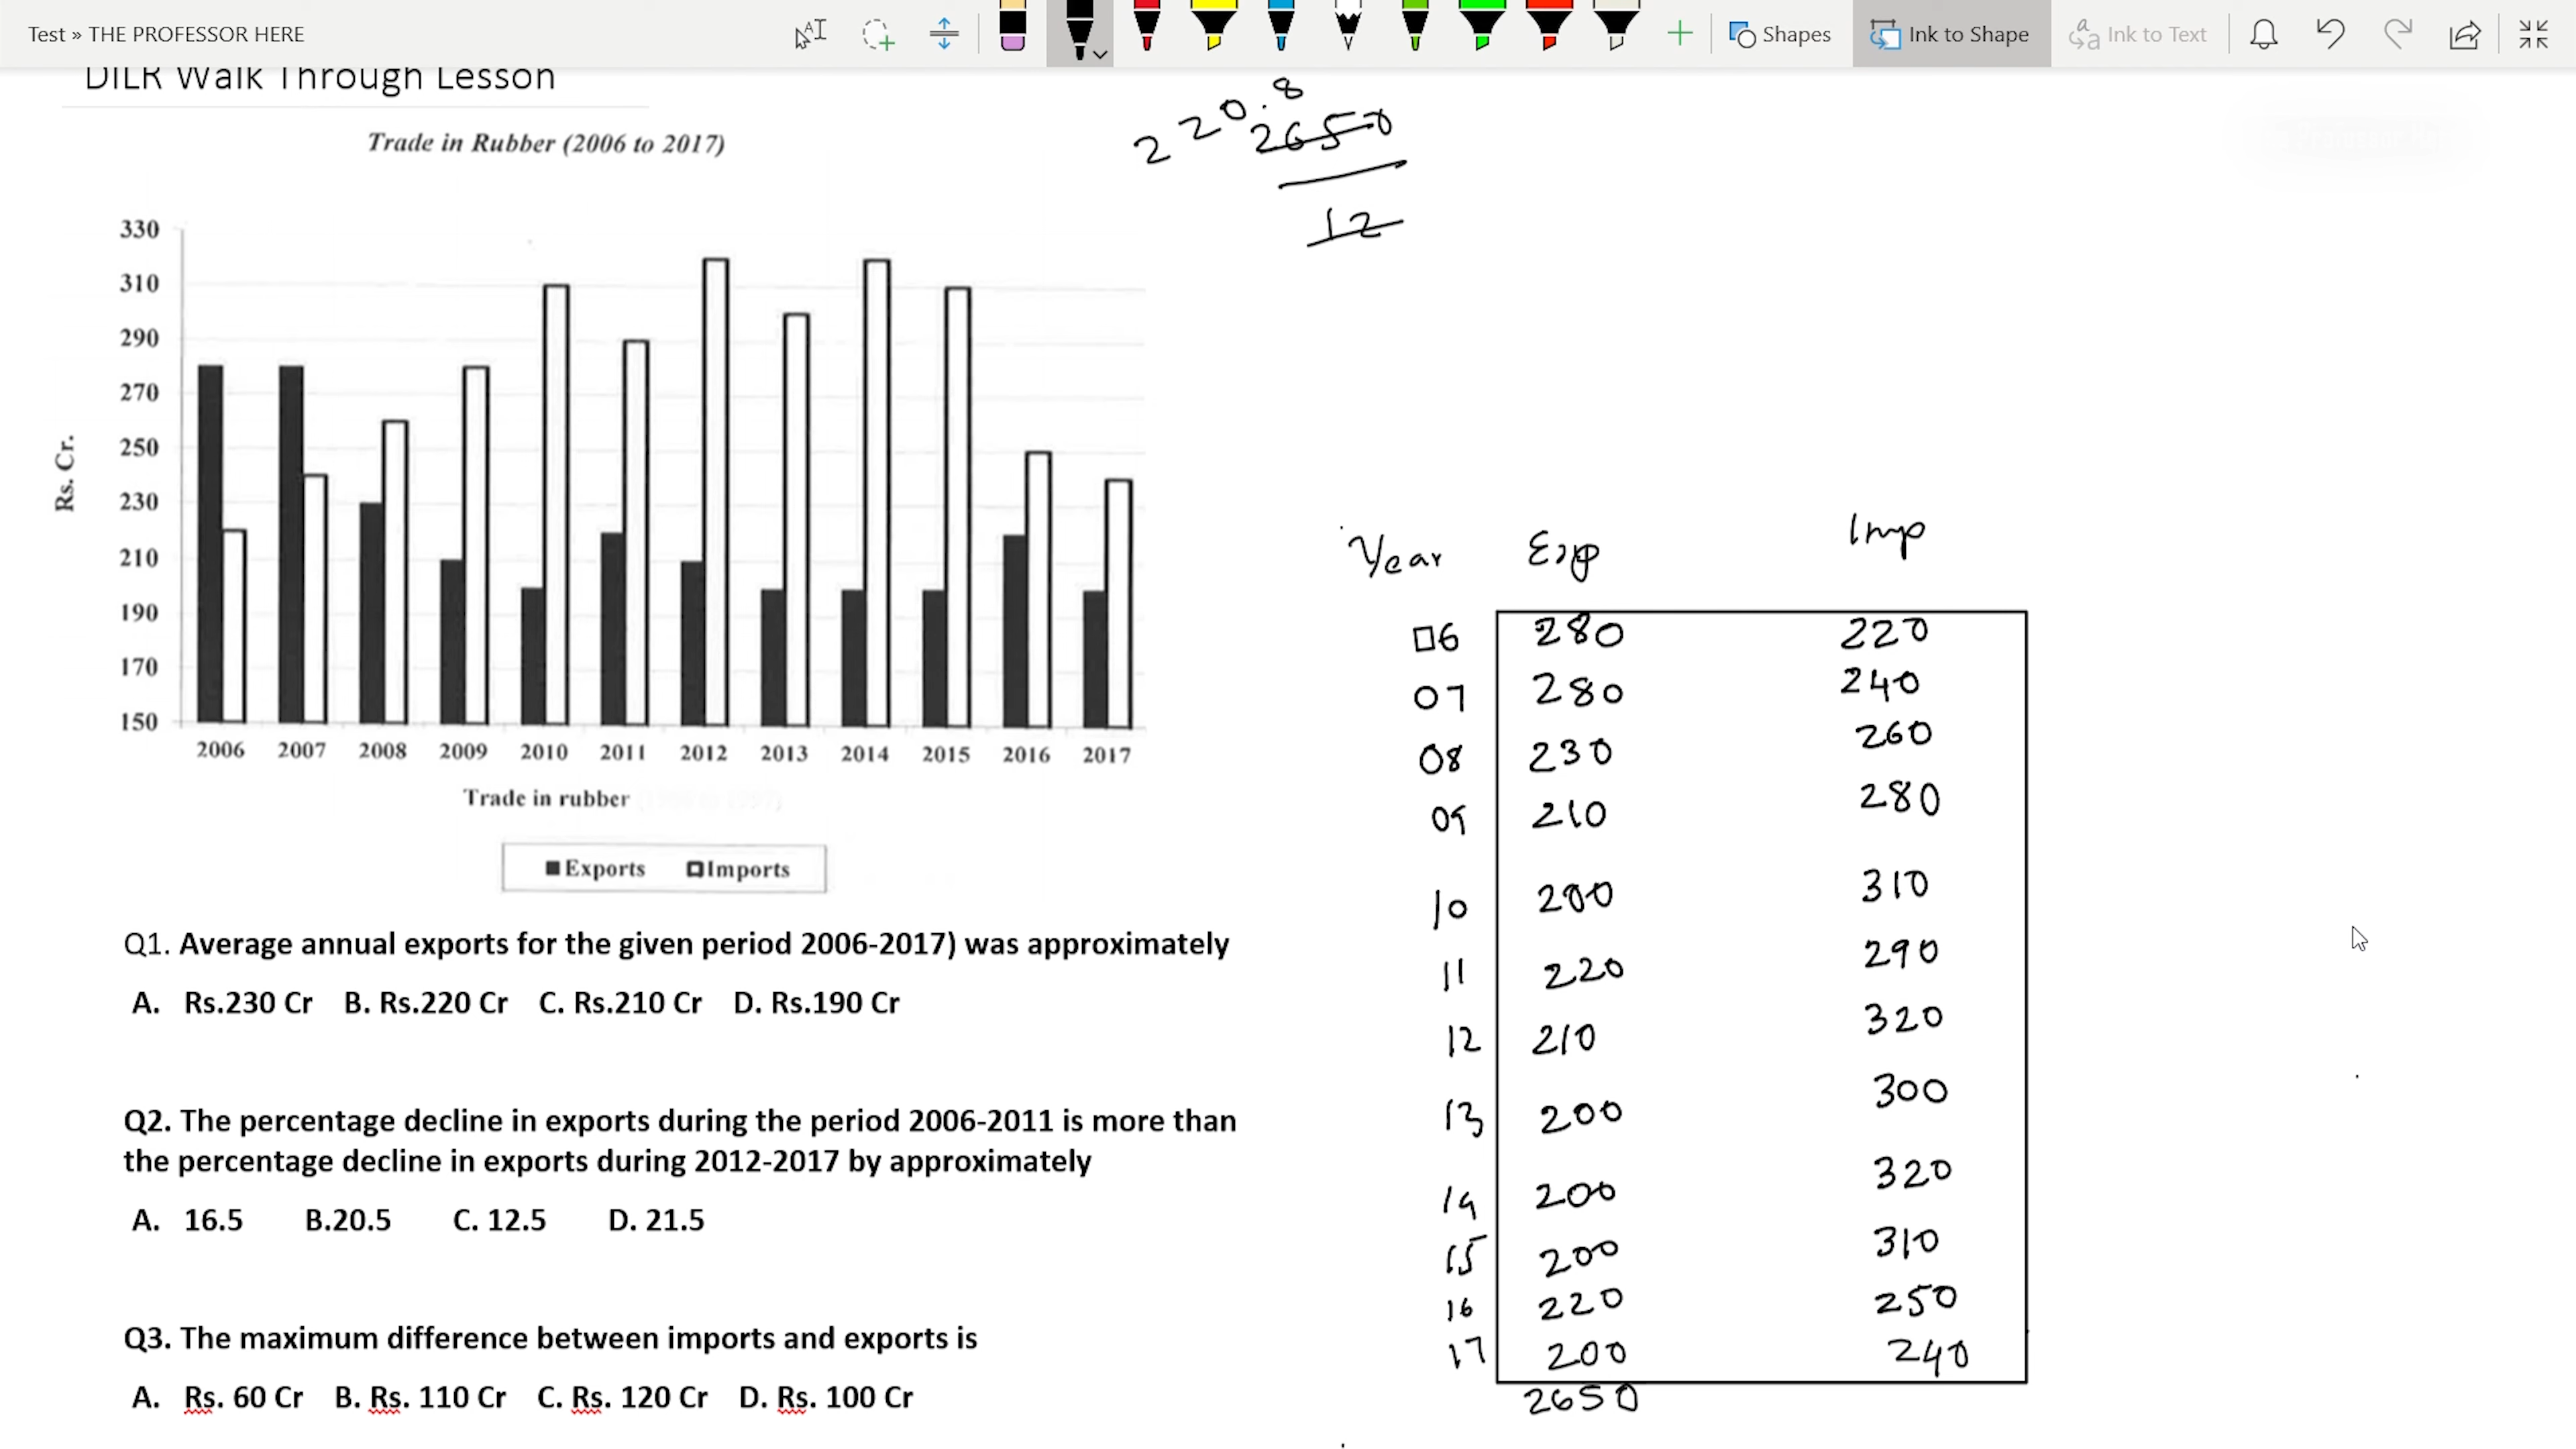 Test » THE PROFESSOR HERE
Shapes
Ink to Shape
Ink to Text
DILR Walk Through Lesson
Trade in Rubber (2006 to 2017)
220.8
2650
12
330
310
290
270
250
230
210
190
170
150
Rs. Cr.
2006 2007 2008 2009 2010 2011 2012 2013 2014 2015 2016 2017
Trade in rubber
Exports Imports
Q1. Average annual exports for the given period 2006-2017) was approximately
A. Rs.230 Cr B. Rs.220 Cr C. Rs.210 Cr D. Rs.190 Cr
Q2. The percentage decline in exports during the period 2006-2011 is more than
the percentage decline in exports during 2012-2017 by approximately
A. 16.5 B.20.5 C. 12.5 D. 21.5
Q3. The maximum difference between imports and exports is
A. Rs. 60 Cr B. Rs. 110 Cr C. Rs. 120 Cr D. Rs. 100 Cr
Year Exp Imp
06 280 220
07 280 240
08 230 260
09 210 280
10 200 310
11 220 290
12 210 320
13 200 300
14 200 320
15 200 310
16 220 250
17 200 240
2650